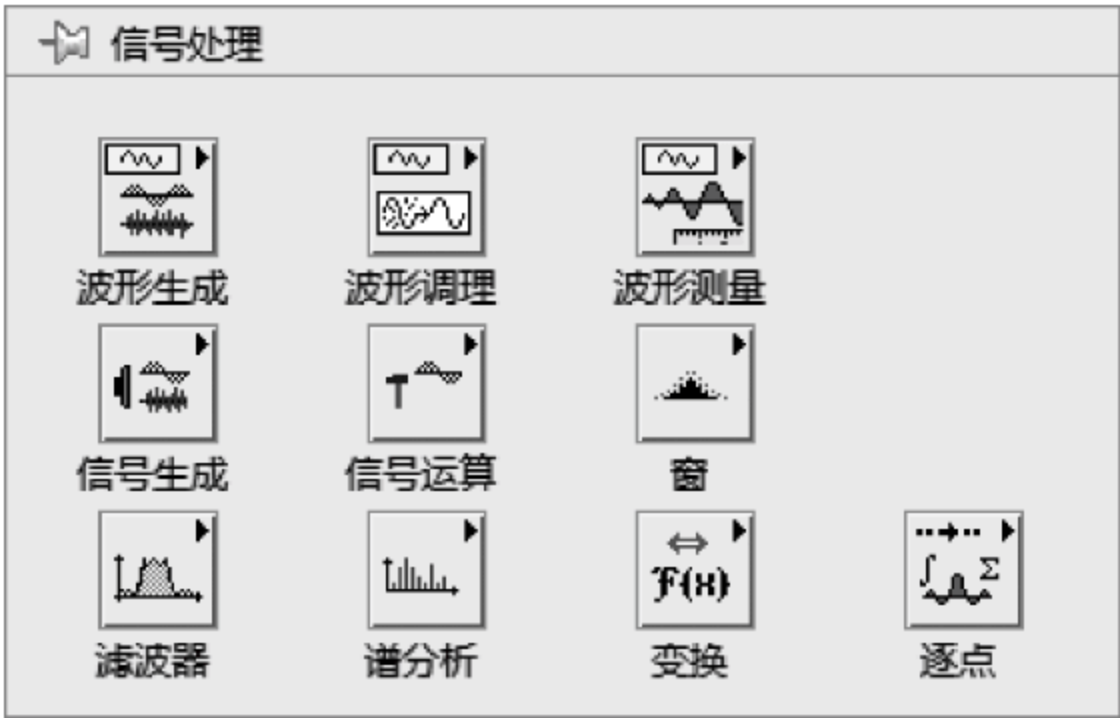 信号处理
波形生成 波形调理 波形测量
信号生成 信号运算 窗
F(x)
∫ Σ
滤波器 谱分析 变换 逐点